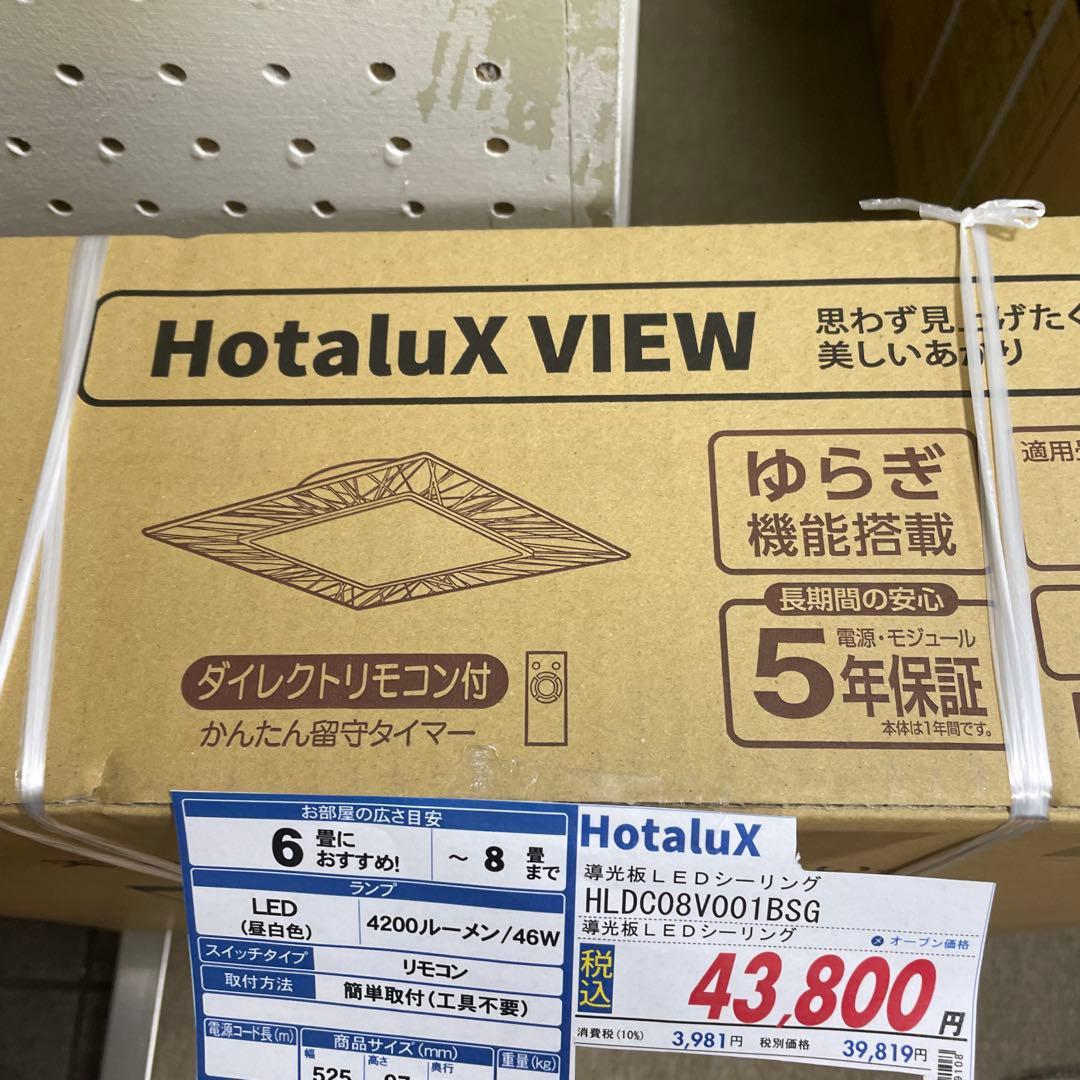 HotaluX VIEW
思わず見上げたく
美しいあかり
ゆらぎ
機能搭載
適用
長期間の安心
電源・モジュール
5年保証
本体は1年間です。
ダイレクトリモコン付
かんたん留守タイマー
お部屋の広さ目安
6畳におすすめ!
～8畳まで
ランプ
LED
(昼白色)
4200ルーメン/46W
スイッチタイプ
リモコン
取付方法
簡単取付(工具不要)
電源コード長(m)
商品サイズ(mm)
重量(kg)
幅 高さ 奥行
525
HotaluX
導光板LEDシーリング
HLDC08V001BSG
導光板LEDシーリング
オープン価格
税込
43,800円
消費税(10%) 3,981円 税別価格 39,819円